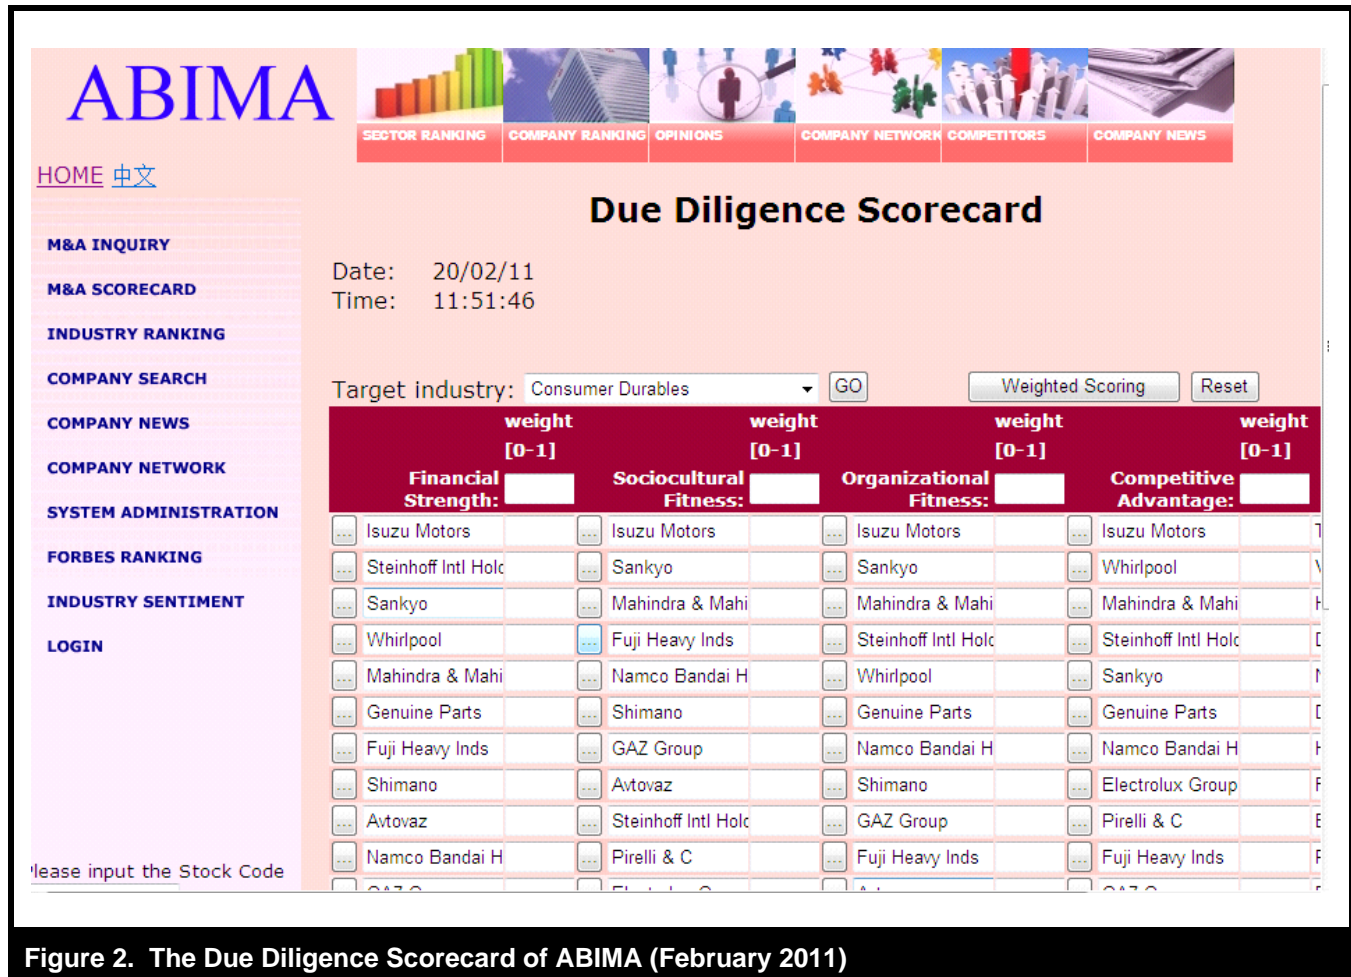 ABIMA
SECTOR RANKING COMPANY RANKING OPINIONS COMPANY NETWORK COMPETITORS COMPANY NEWS
HOME 中文
Due Diligence Scorecard
M&A INQUIRY
M&A SCORECARD
INDUSTRY RANKING
COMPANY SEARCH
COMPANY NEWS
COMPANY NETWORK
SYSTEM ADMINISTRATION
FORBES RANKING
INDUSTRY SENTIMENT
LOGIN
Please input the Stock Code
Date: 20/02/11
Time: 11:51:46
Target industry: Consumer Durables GO Weighted Scoring Reset
weight weight weight weight
[0-1] [0-1] [0-1] [0-1]
Financial Sociocultural Organizational Competitive
Strength: Fitness: Fitness: Advantage:
... Isuzu Motors ... Isuzu Motors ... Isuzu Motors ... Isuzu Motors
... Steinhoff Intl Hold ... Sankyo ... Sankyo ... Whirlpool
... Sankyo ... Mahindra & Mahi ... Mahindra & Mahi ... Mahindra & Mahi
... Whirlpool ... Fuji Heavy Inds ... Steinhoff Intl Hold ... Steinhoff Intl Hold
... Mahindra & Mahi ... Namco Bandai H ... Whirlpool ... Sankyo
... Genuine Parts ... Shimano ... Genuine Parts ... Genuine Parts
... Fuji Heavy Inds ... GAZ Group ... Namco Bandai H ... Namco Bandai H
... Shimano ... Avtovaz ... Shimano ... Electrolux Group
... Avtovaz ... Steinhoff Intl Hold ... GAZ Group ... Pirelli & C
... Namco Bandai H ... Pirelli & C ... Fuji Heavy Inds ... Fuji Heavy Inds
Figure 2. The Due Diligence Scorecard of ABIMA (February 2011)